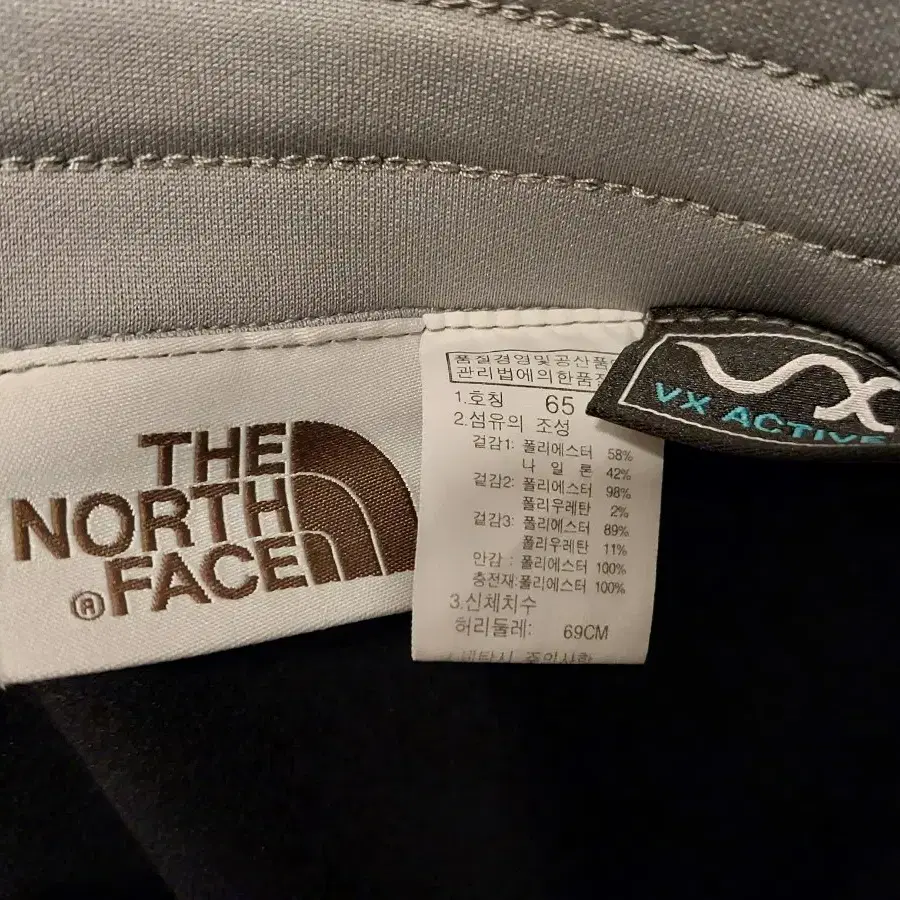 THE
NORTH
FACE
®
품질경영및공산품
관리법에의한품질
1.호칭 65
2.섬유의 조성
겉감1: 폴리에스터 58%
나 일 론 42%
겉감2: 폴리에스터 98%
폴리우레탄 2%
겉감3: 폴리에스터 89%
폴리우레탄 11%
안감 : 폴리에스터 100%
충전재:폴리에스터 100%
3.신체치수
허리둘레: 69CM
주의사항
VX ACTIVE